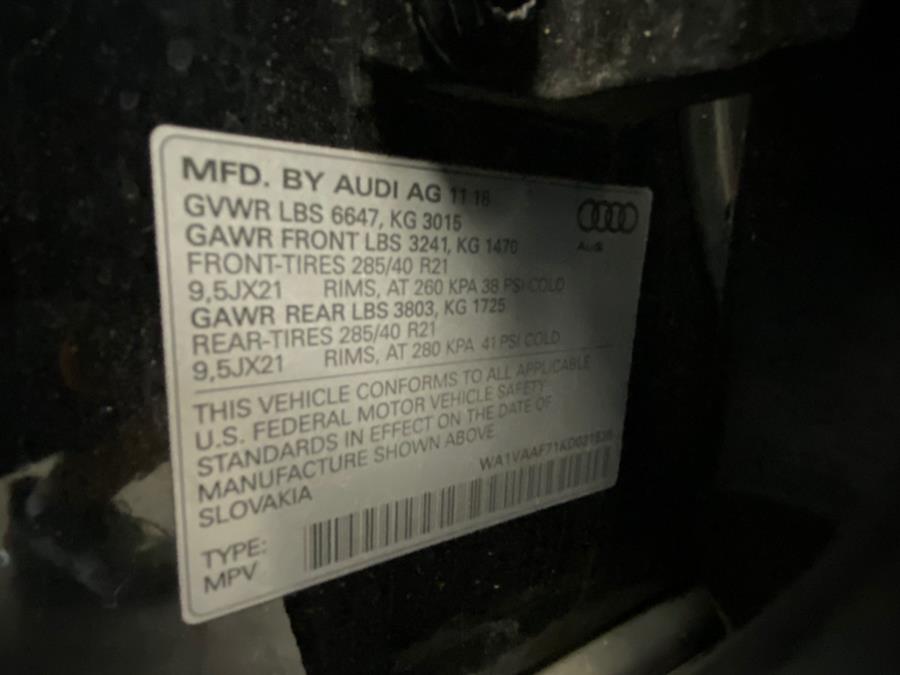 MFD. BY AUDI AG 11 18
GVWR LBS 6647, KG 3015
GAWR FRONT LBS 3241, KG 1470
FRONT-TIRES 285/40 R21
9,5JX21 RIMS, AT 260 KPA 38 PSI COLD
GAWR REAR LBS 3803, KG 1725
REAR-TIRES 285/40 R21
9,5JX21 RIMS, AT 280 KPA 41 PSI COLD
Audi
THIS VEHICLE CONFORMS TO ALL APPLICABLE
U.S. FEDERAL MOTOR VEHICLE SAFETY
STANDARDS IN EFFECT ON THE DATE OF
MANUFACTURE SHOWN ABOVE
SLOVAKIA
TYPE:
MPV